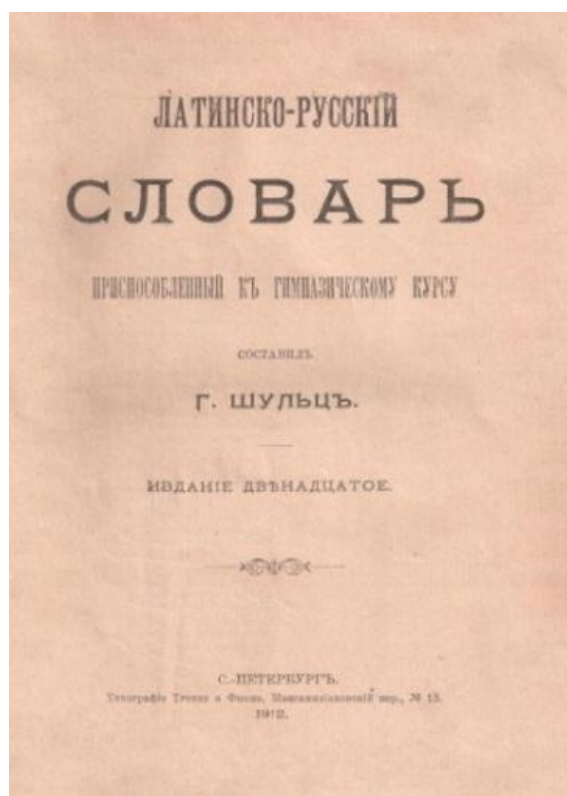 ЛАТИНСКО-РУССКІЙ
СЛОВАРЬ
ПРИСПОСОБЛЕННЫЙ КЪ ГИМНАЗИЧЕСКОМУ КУРСУ
СОСТАВИЛЪ
Г. ШУЛЬЦЪ.
ИЗДАНІЕ ДВѢНАДЦАТОЕ.
С.-ПЕТЕРБУРГЪ.
Типографія Тренке и Фюсно, Максимиліановскій пер., № 13.
1912.